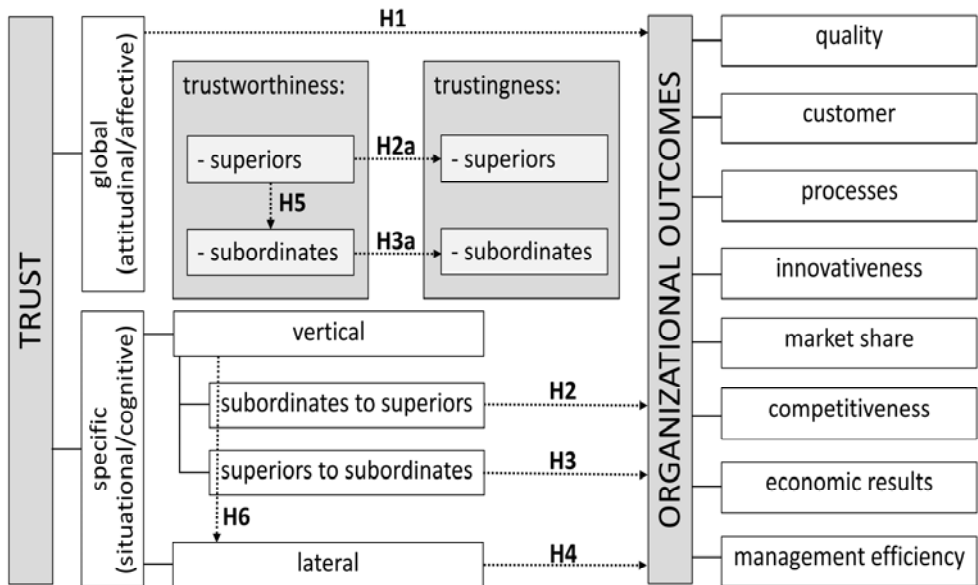 TRUST
global
(attitudinal/affective)
H1
trustworthiness:
trustingness:
- superiors
H2a
- superiors
H5
- subordinates
H3a
- subordinates
specific
(situational/cognitive)
vertical
subordinates to superiors
H2
superiors to subordinates
H3
H6
lateral
H4
ORGANIZATIONAL OUTCOMES
quality
customer
processes
innovativeness
market share
competitiveness
economic results
management efficiency